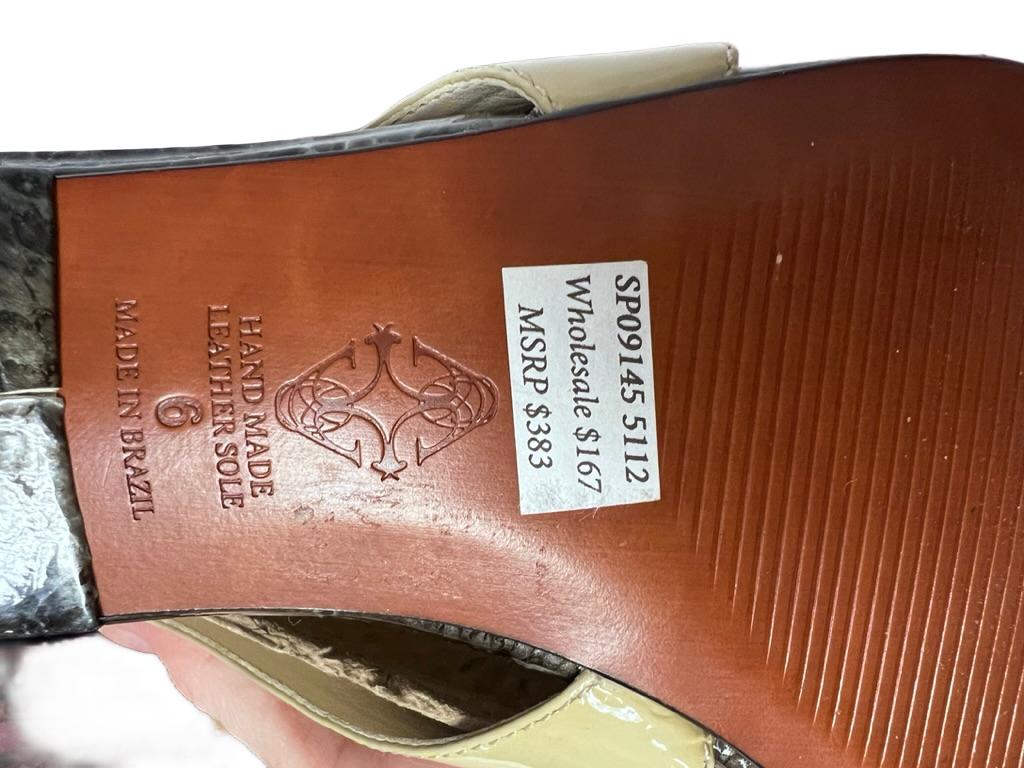 SP09145 5112
Wholesale $167
MSRP $383
HAND MADE
LEATHER SOLE
6
MADE IN BRAZIL